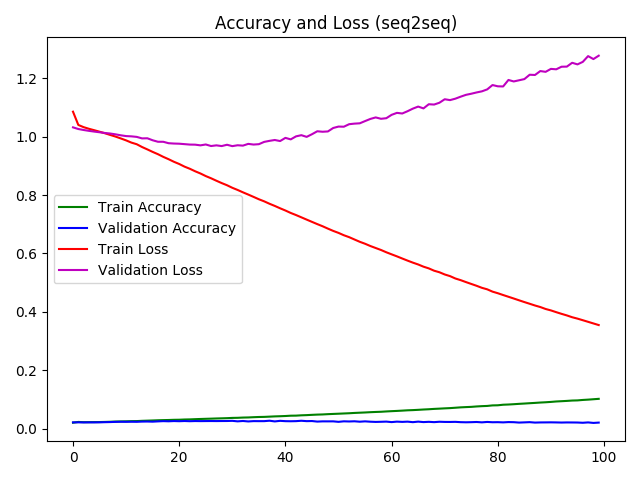 Accuracy and Loss (seq2seq)
1.2
1.0
0.8
0.6
0.4
0.2
0.0
Train Accuracy
Validation Accuracy
Train Loss
Validation Loss
0 20 40 60 80 100